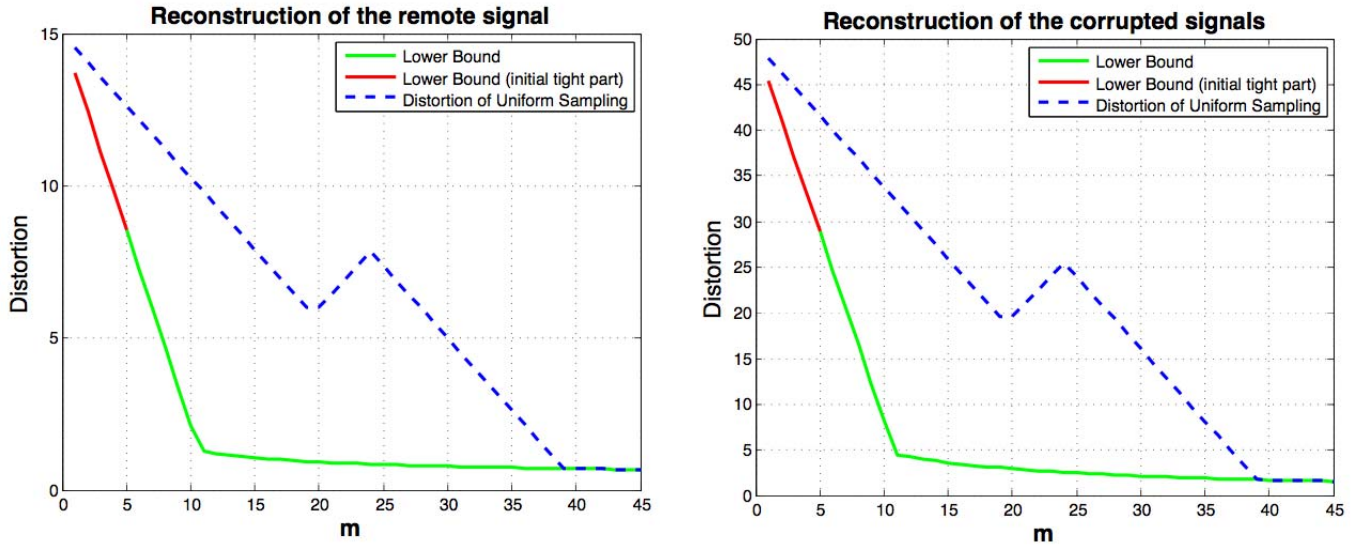 Reconstruction of the remote signal
15
10
5
0
Distortion
Lower Bound
Lower Bound (initial tight part)
Distortion of Uniform Sampling
0 5 10 15 20 25 30 35 40 45
m
Reconstruction of the corrupted signals
50
45
40
35
30
25
20
15
10
5
0
Distortion
Lower Bound
Lower Bound (initial tight part)
Distortion of Uniform Sampling
0 5 10 15 20 25 30 35 40 45
m